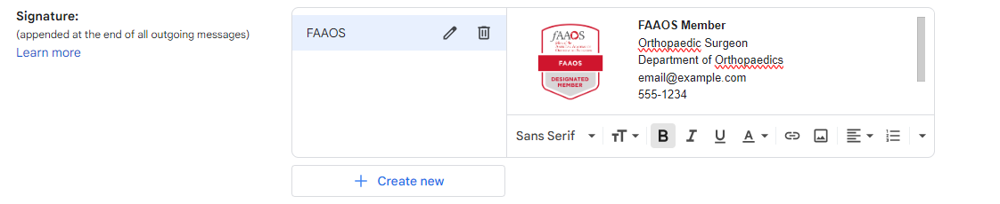 Signature:
(appended at the end of all outgoing messages)
Learn more
FAAOS
fAAOS
FAAOS
DESIGNATED
MEMBER
FAAOS Member
Orthopaedic Surgeon
Department of Orthopaedics
email@example.com
555-1234
Sans Serif
B I U A
Create new